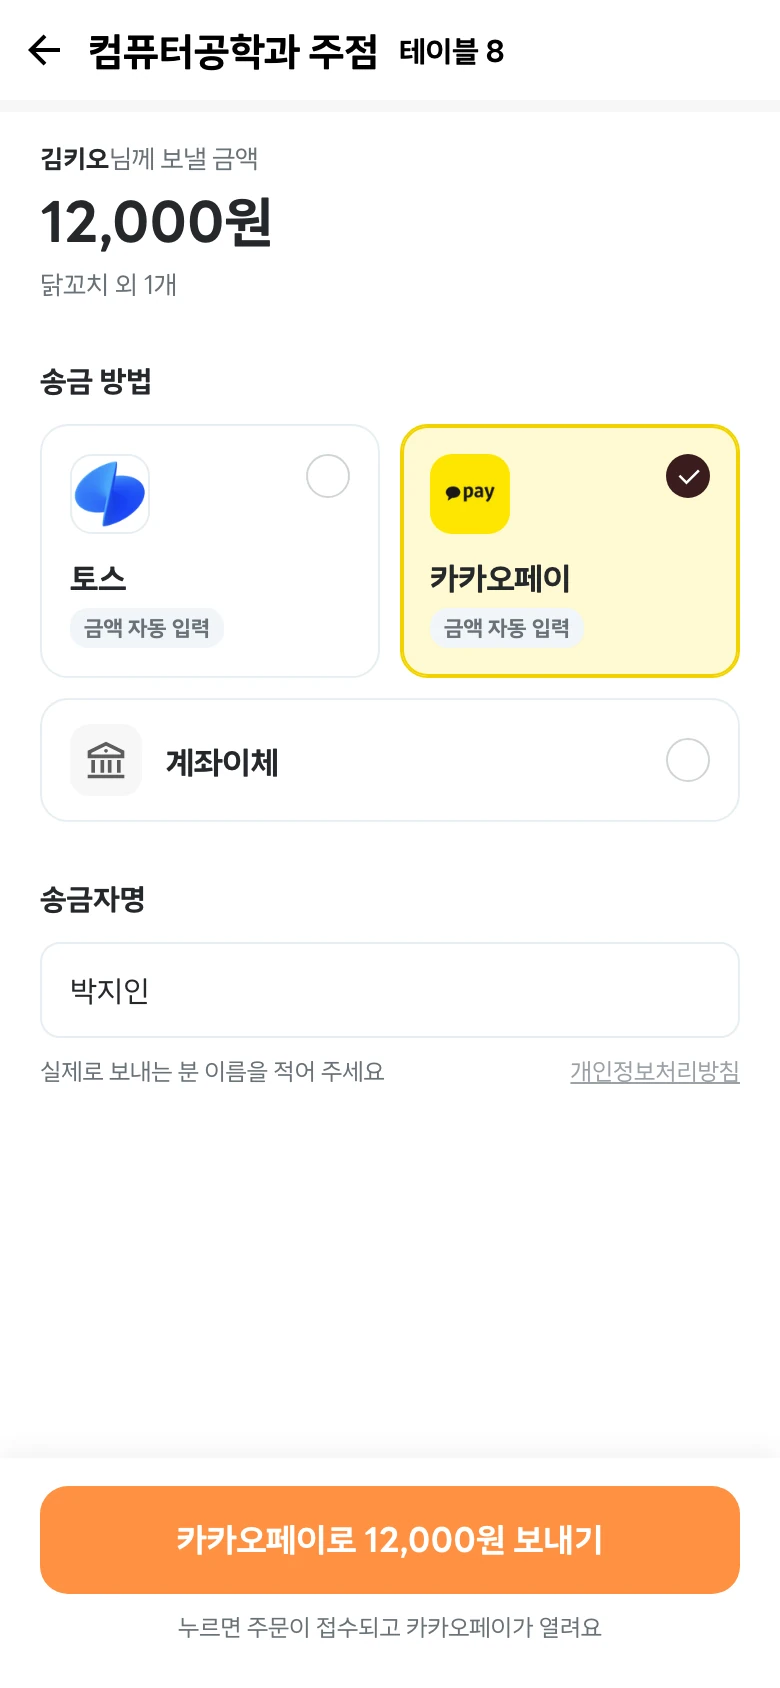 컴퓨터공학과 주점 테이블 8
김키오님께 보낼 금액
12,000원
닭꼬치 외 1개
송금 방법
pay
토스
카카오페이
금액 자동 입력
금액 자동 입력
계좌이체
송금자명
박지인
실제로 보내는 분 이름을 적어 주세요
개인정보처리방침
카카오페이로 12,000원 보내기
누르면 주문이 접수되고 카카오페이가 열려요